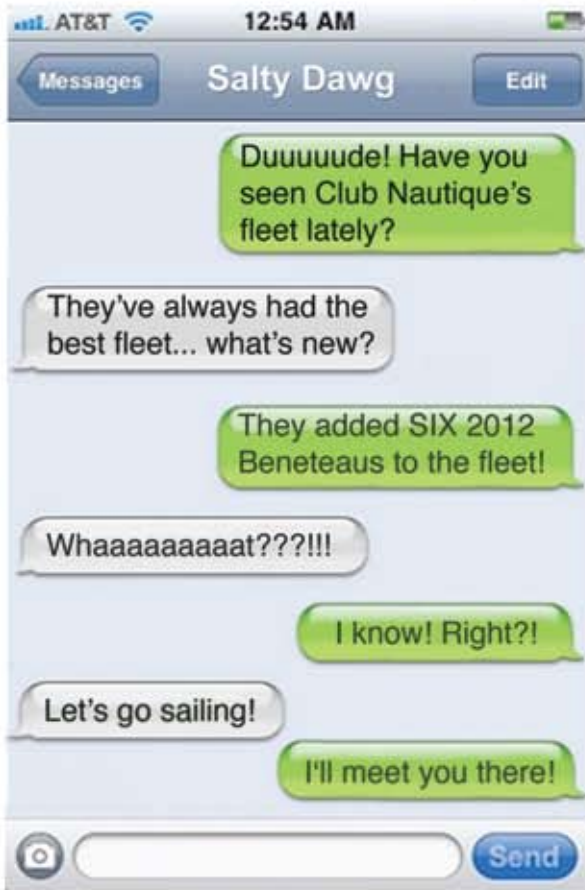 AT&T 12:54 AM
Messages Salty Dawg Edit
Duuuuude! Have you
seen Club Nautique's
fleet lately?
They've always had the
best fleet... what's new?
They added SIX 2012
Beneteaus to the fleet!
Whaaaaaaaaat???!!!
I know! Right?!
Let's go sailing!
I'll meet you there!
Send